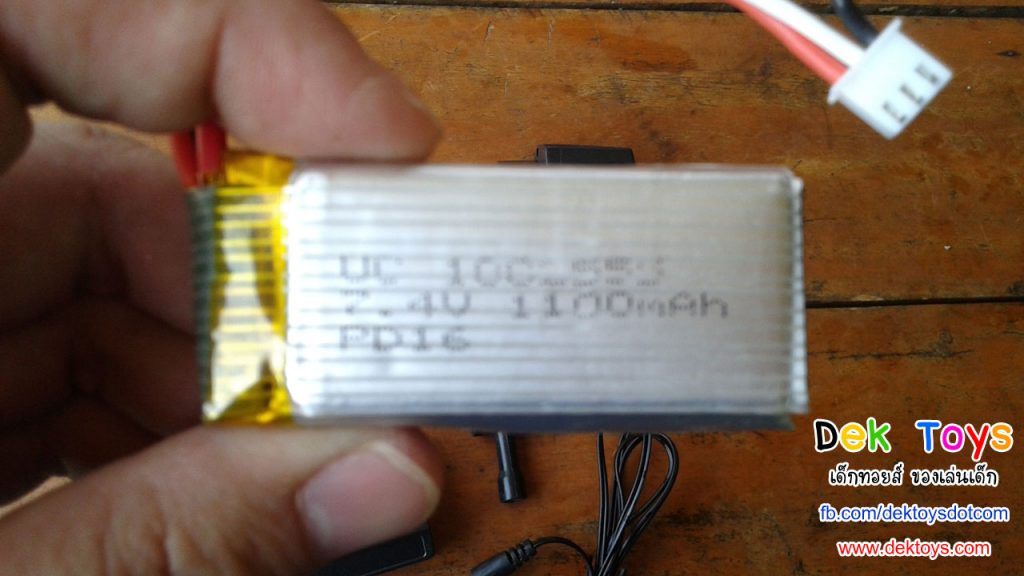 7.4V 1100mAh
PD16
Dek Toys
เด็กทอยส์ ของเล่นเด็ก
fb.com/dektoysdotcom
www.dektoys.com